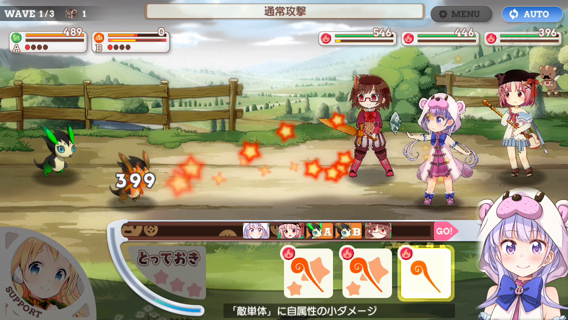 WAVE 1/3 1
通常攻撃
MENU
AUTO
489
A
0
B
546
446
396
399
A
B
GO!
とっておき
SUPPORT
「敵単体」に自属性の小ダメージ